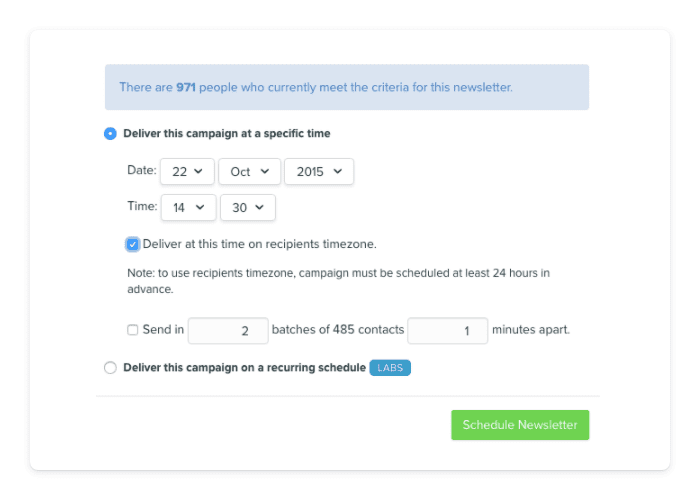 There are 971 people who currently meet the criteria for this newsletter.
Deliver this campaign at a specific time
Date: 22 Oct 2015
Time: 14 30
Deliver at this time on recipients timezone.
Note: to use recipients timezone, campaign must be scheduled at least 24 hours in
advance.
Send in 2 batches of 485 contacts 1 minutes apart.
Deliver this campaign on a recurring schedule LABS
Schedule Newsletter